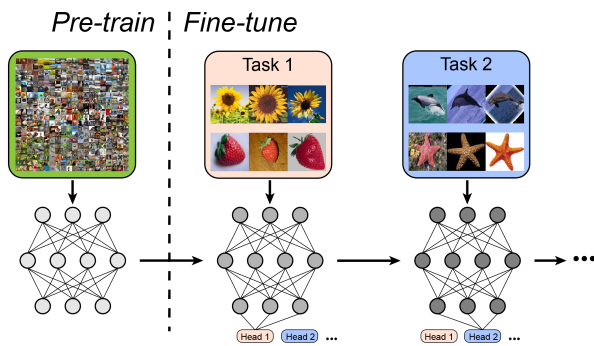 Pre-train
Fine-tune
Task 1
Task 2
...
Head 1
Head 2
...
Head 1
Head 2
...